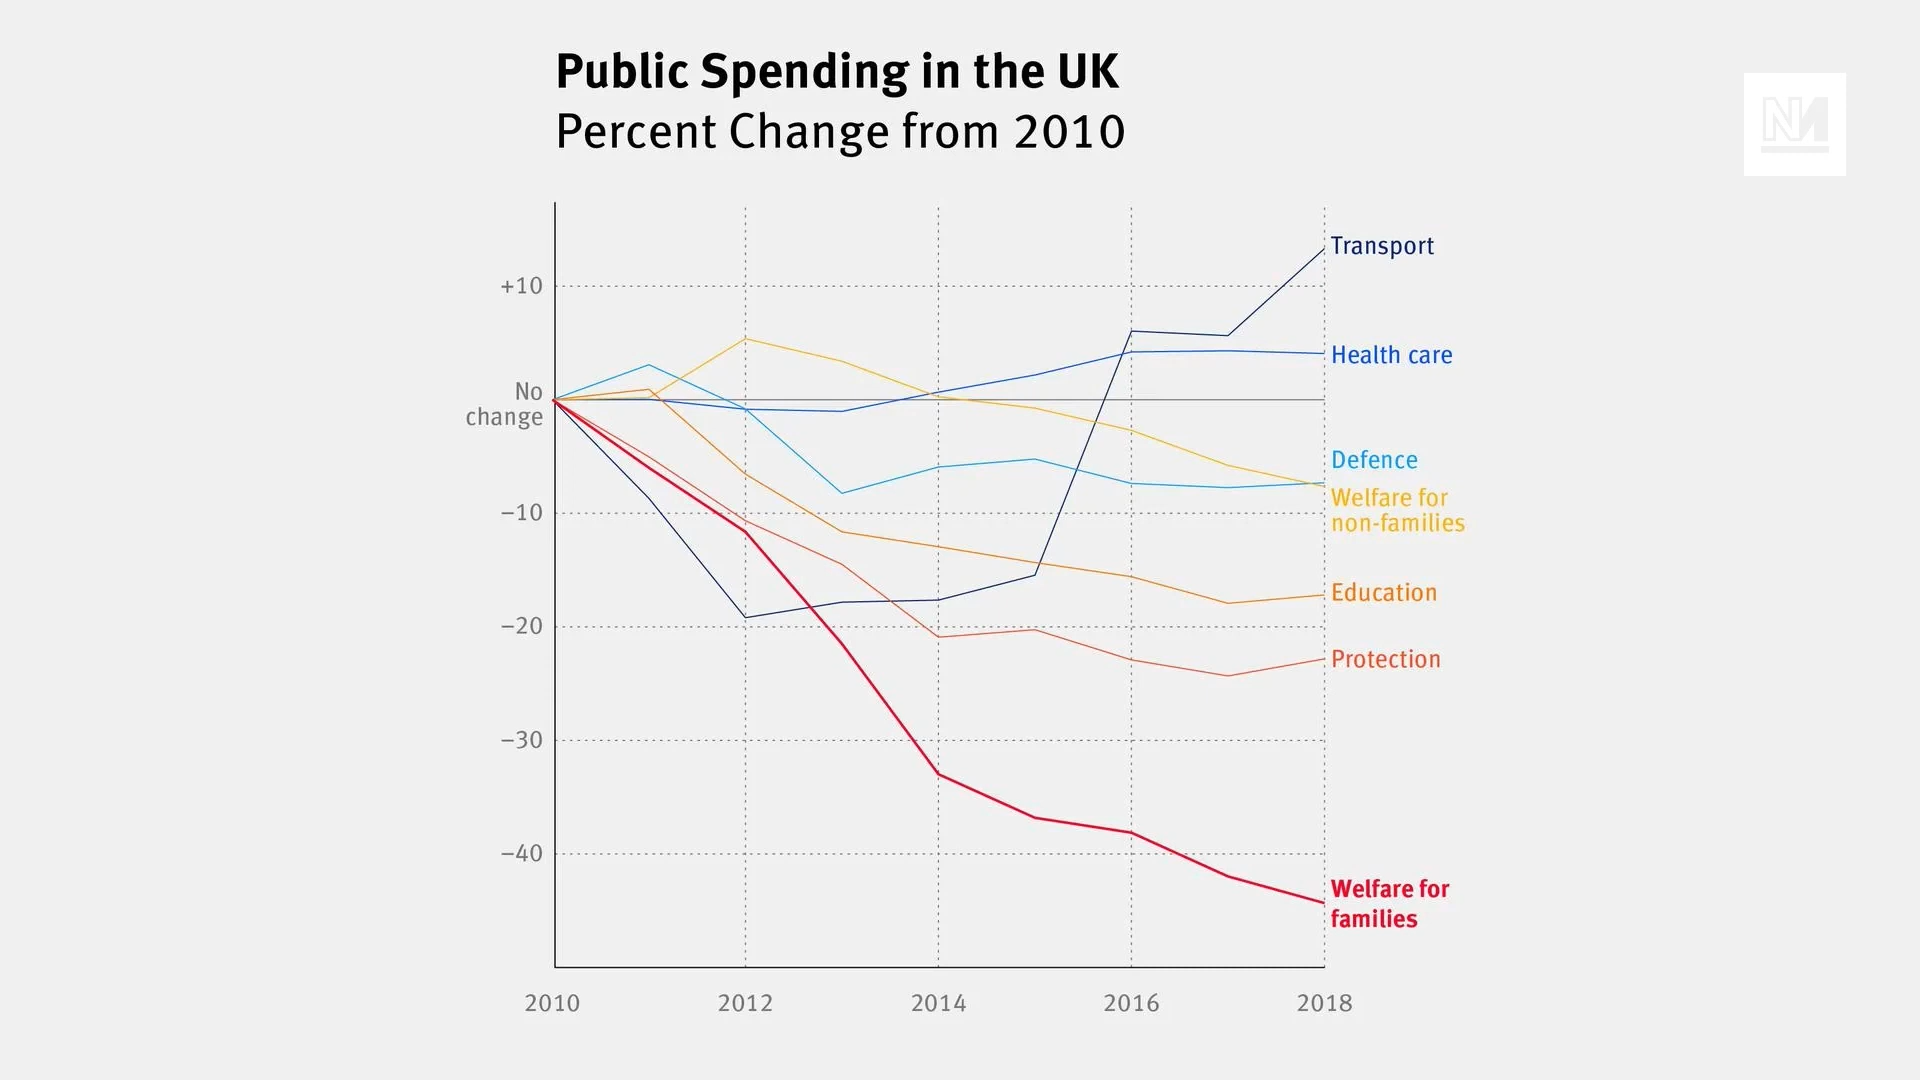 Public Spending in the UK
Percent Change from 2010
NM
+10
No
change
−10
−20
−30
−40
2010
2012
2014
2016
2018
Transport
Health care
Defence
Welfare for
non-families
Education
Protection
Welfare for
families